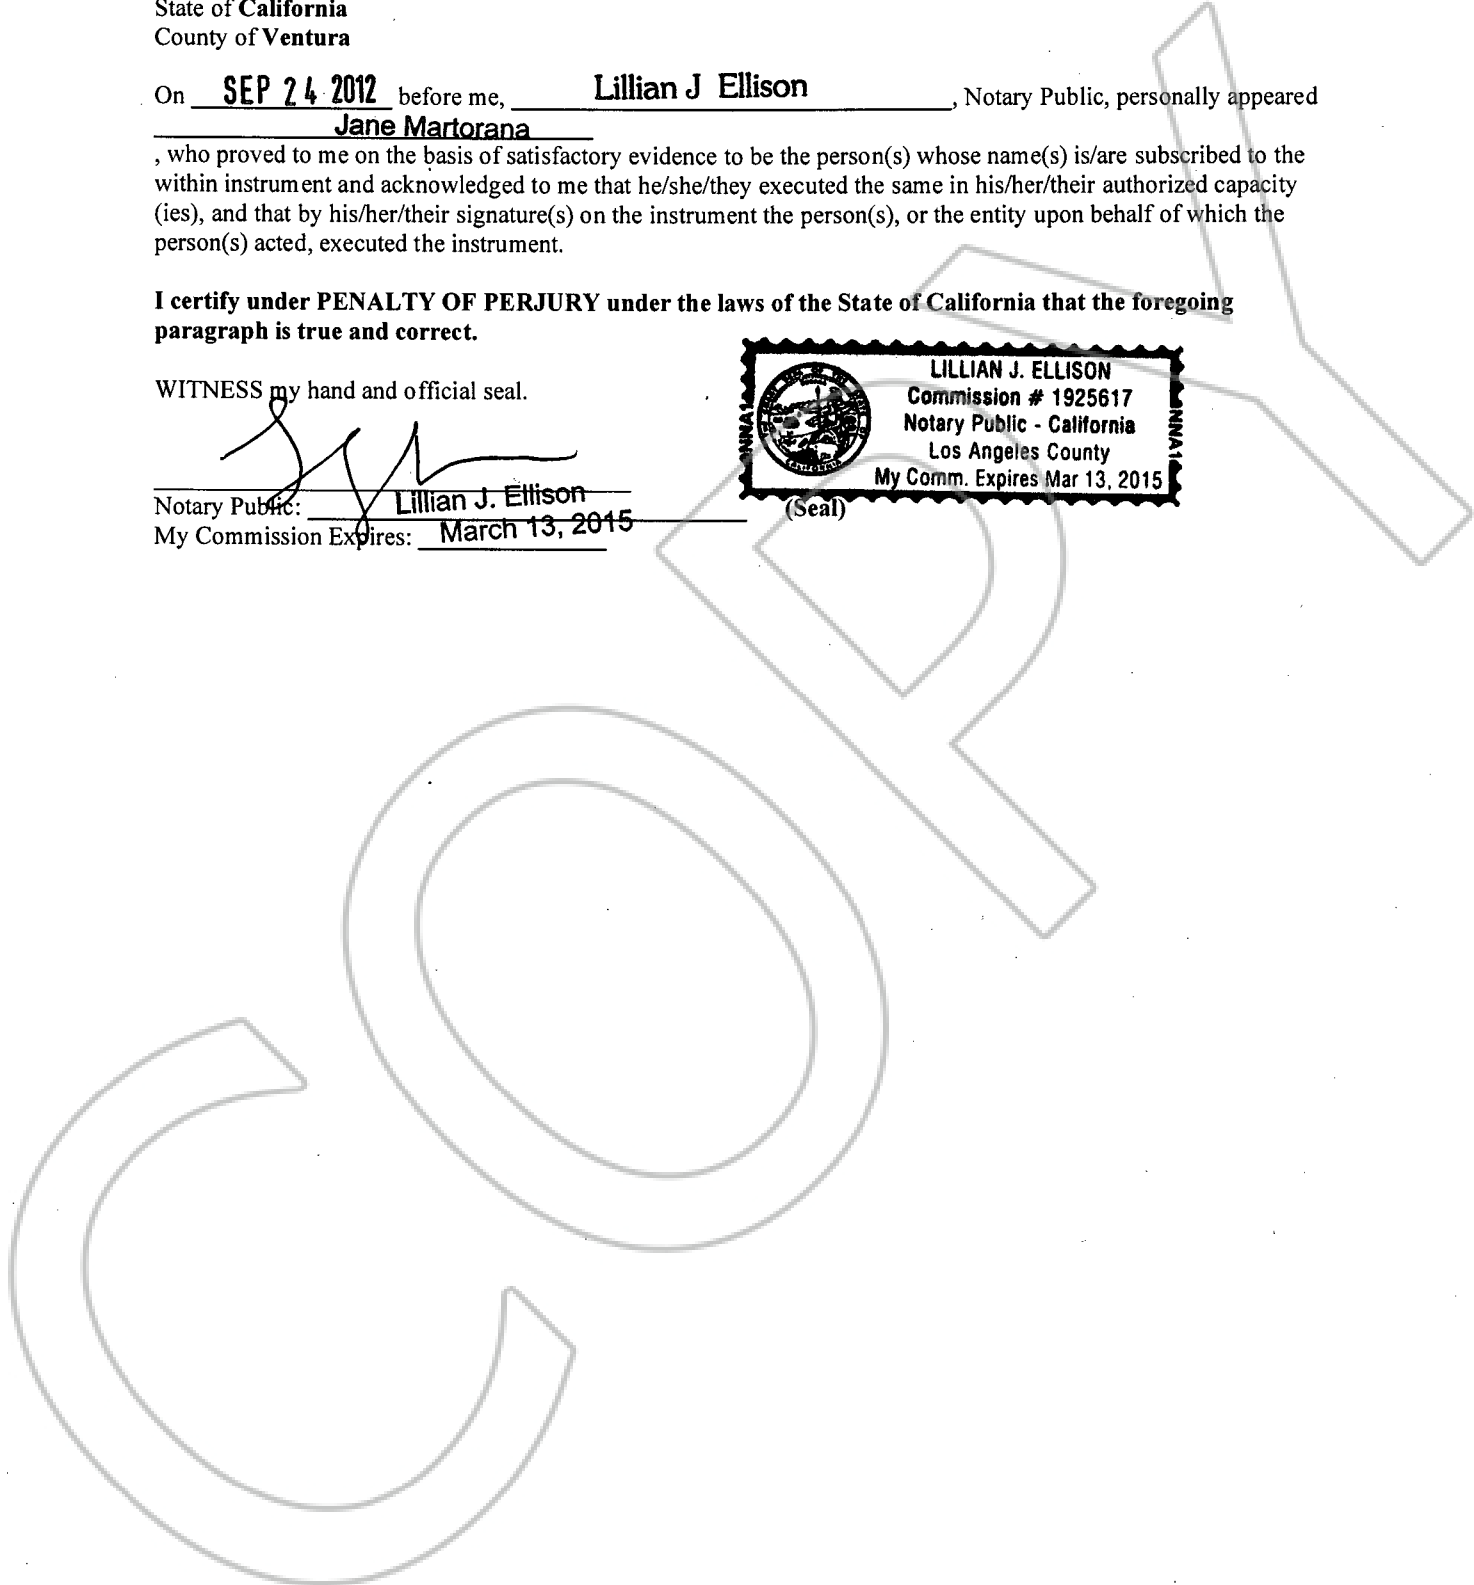 State of California
County of Ventura
On SEP 24 2012 before me, Lillian J Ellison, Notary Public, personally appeared
Jane Martorana
, who proved to me on the basis of satisfactory evidence to be the person(s) whose name(s) is/are subscribed to the
within instrument and acknowledged to me that he/she/they executed the same in his/her/their authorized capacity
(ies), and that by his/her/their signature(s) on the instrument the person(s), or the entity upon behalf of which the
person(s) acted, executed the instrument.
I certify under PENALTY OF PERJURY under the laws of the State of California that the foregoing
paragraph is true and correct.
WITNESS my hand and official seal.
Notary Public: Lillian J. Ellison
My Commission Expires: March 13, 2015
LILLIAN J. ELLISON
Commission # 1925617
Notary Public - California
Los Angeles County
My Comm. Expires Mar 13, 2015
NNA1
NNA1
(Seal)
COPY